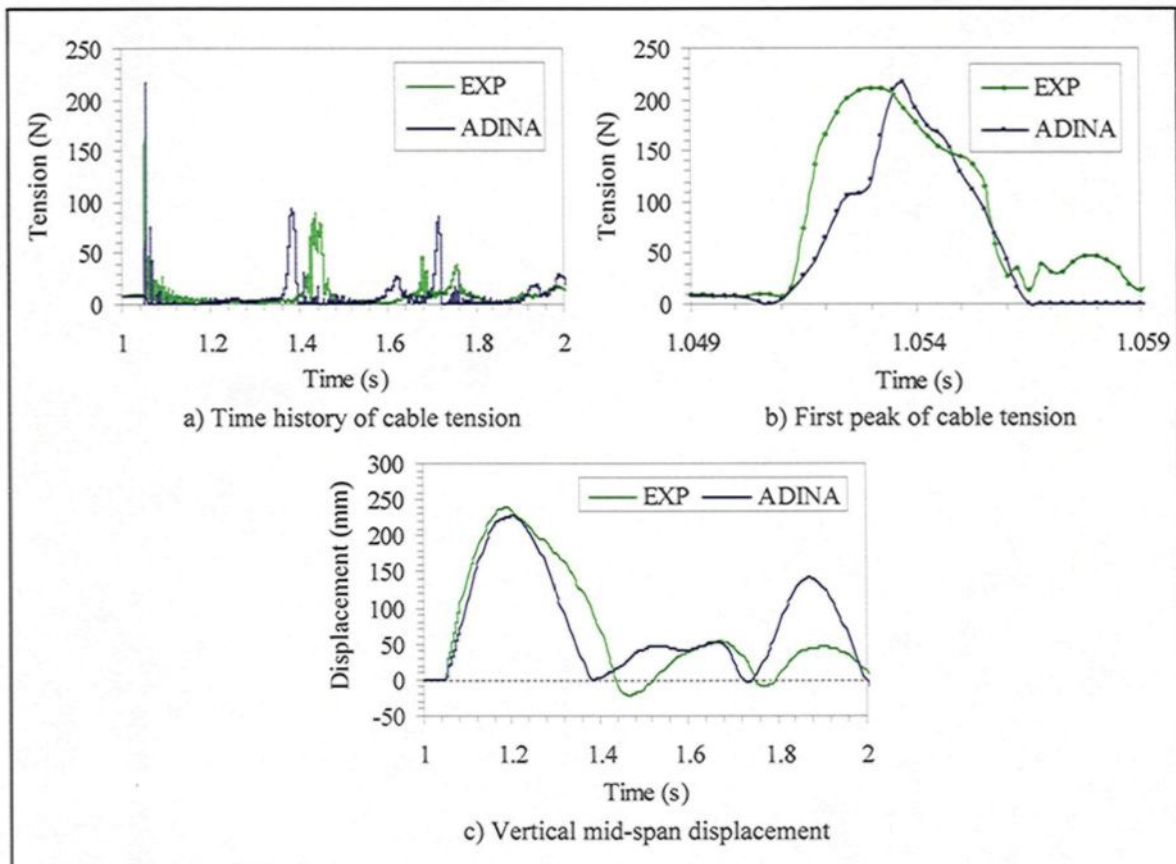 250
200
150
100
50
0
Tension (N)
EXP
ADINA
1 1.2 1.4 1.6 1.8 2
Time (s)
a) Time history of cable tension
250
200
150
100
50
0
Tension (N)
EXP
ADINA
1.049 1.054 1.059
Time (s)
b) First peak of cable tension
300
250
200
150
100
50
0
-50
Displacement (mm)
EXP ADINA
1 1.2 1.4 1.6 1.8 2
Time (s)
c) Vertical mid-span displacement